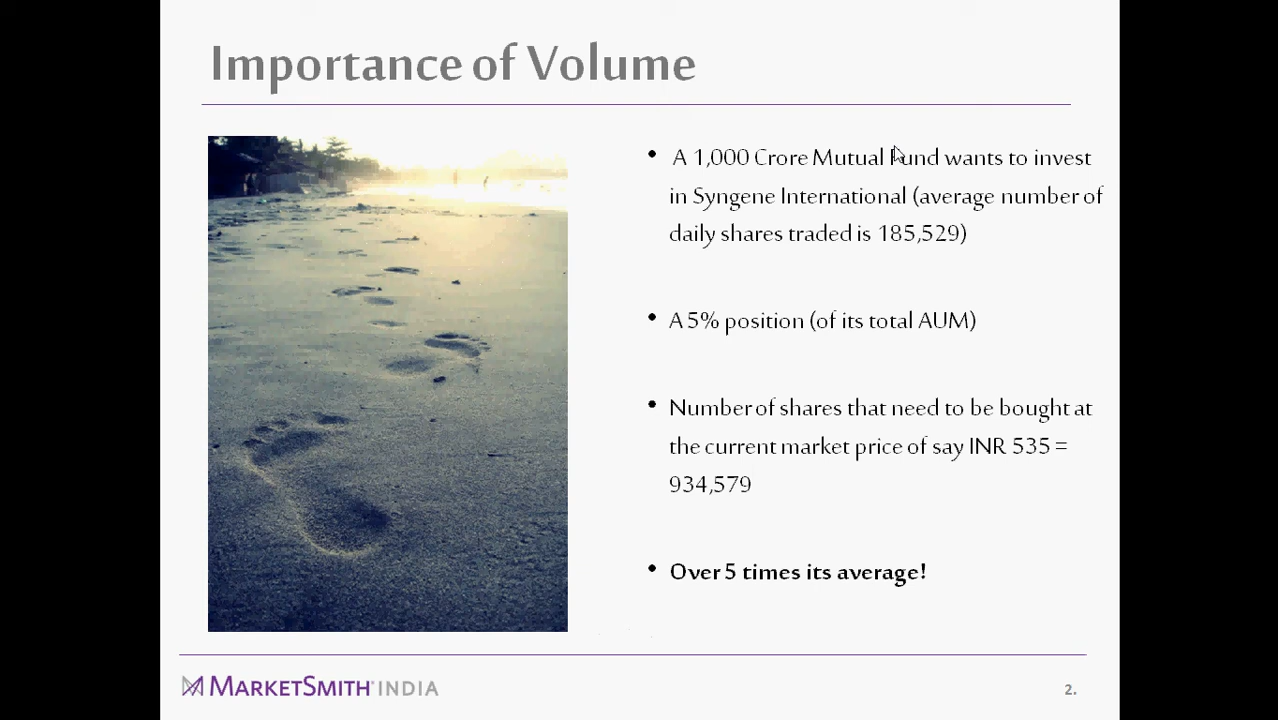 Importance of Volume
• A 1,000 Crore Mutual Fund wants to invest
in Syngene International (average number of
daily shares traded is 185,529)
• A 5% position (of its total AUM)
• Number of shares that need to be bought at
the current market price of say INR 535 =
934,579
• Over 5 times its average!
MARKETSMITH INDIA
2.